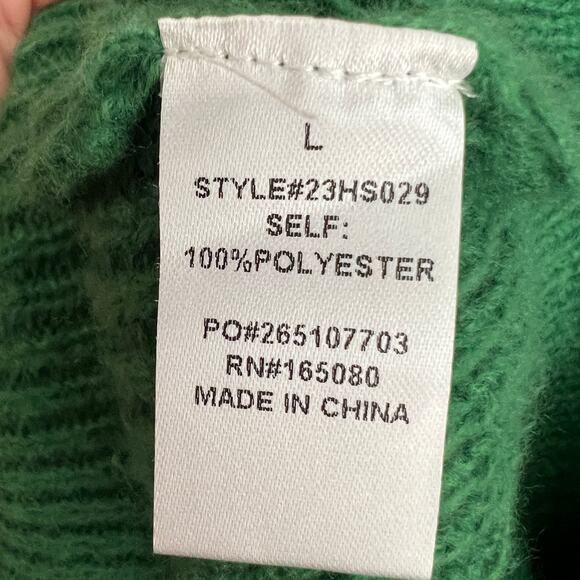 L
STYLE#23HS029
SELF:
100%POLYESTER
PO#265107703
RN#165080
MADE IN CHINA